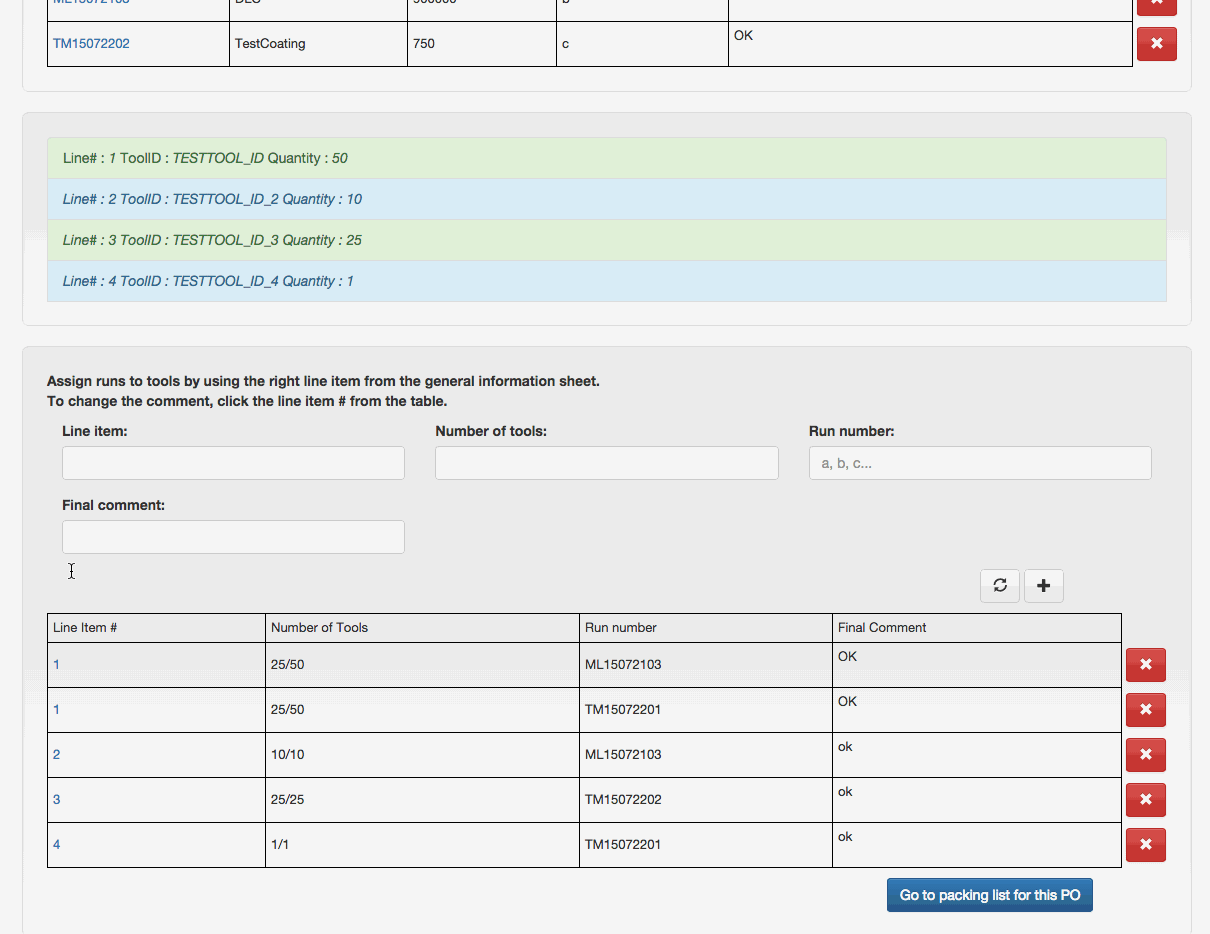 TM15072202 TestCoating 750 c OK
Line# : 1 ToolID : TESTTOOL_ID Quantity : 50
Line# : 2 ToolID : TESTTOOL_ID_2 Quantity : 10
Line# : 3 ToolID : TESTTOOL_ID_3 Quantity : 25
Line# : 4 ToolID : TESTTOOL_ID_4 Quantity : 1
Assign runs to tools by using the right line item from the general information sheet.
To change the comment, click the line item # from the table.
Line item: Number of tools: Run number:
a, b, c...
Final comment:
Line Item # Number of Tools Run number Final Comment
1 25/50 ML15072103 OK
1 25/50 TM15072201 OK
2 10/10 ML15072103 ok
3 25/25 TM15072202 ok
4 1/1 TM15072201 ok
Go to packing list for this PO